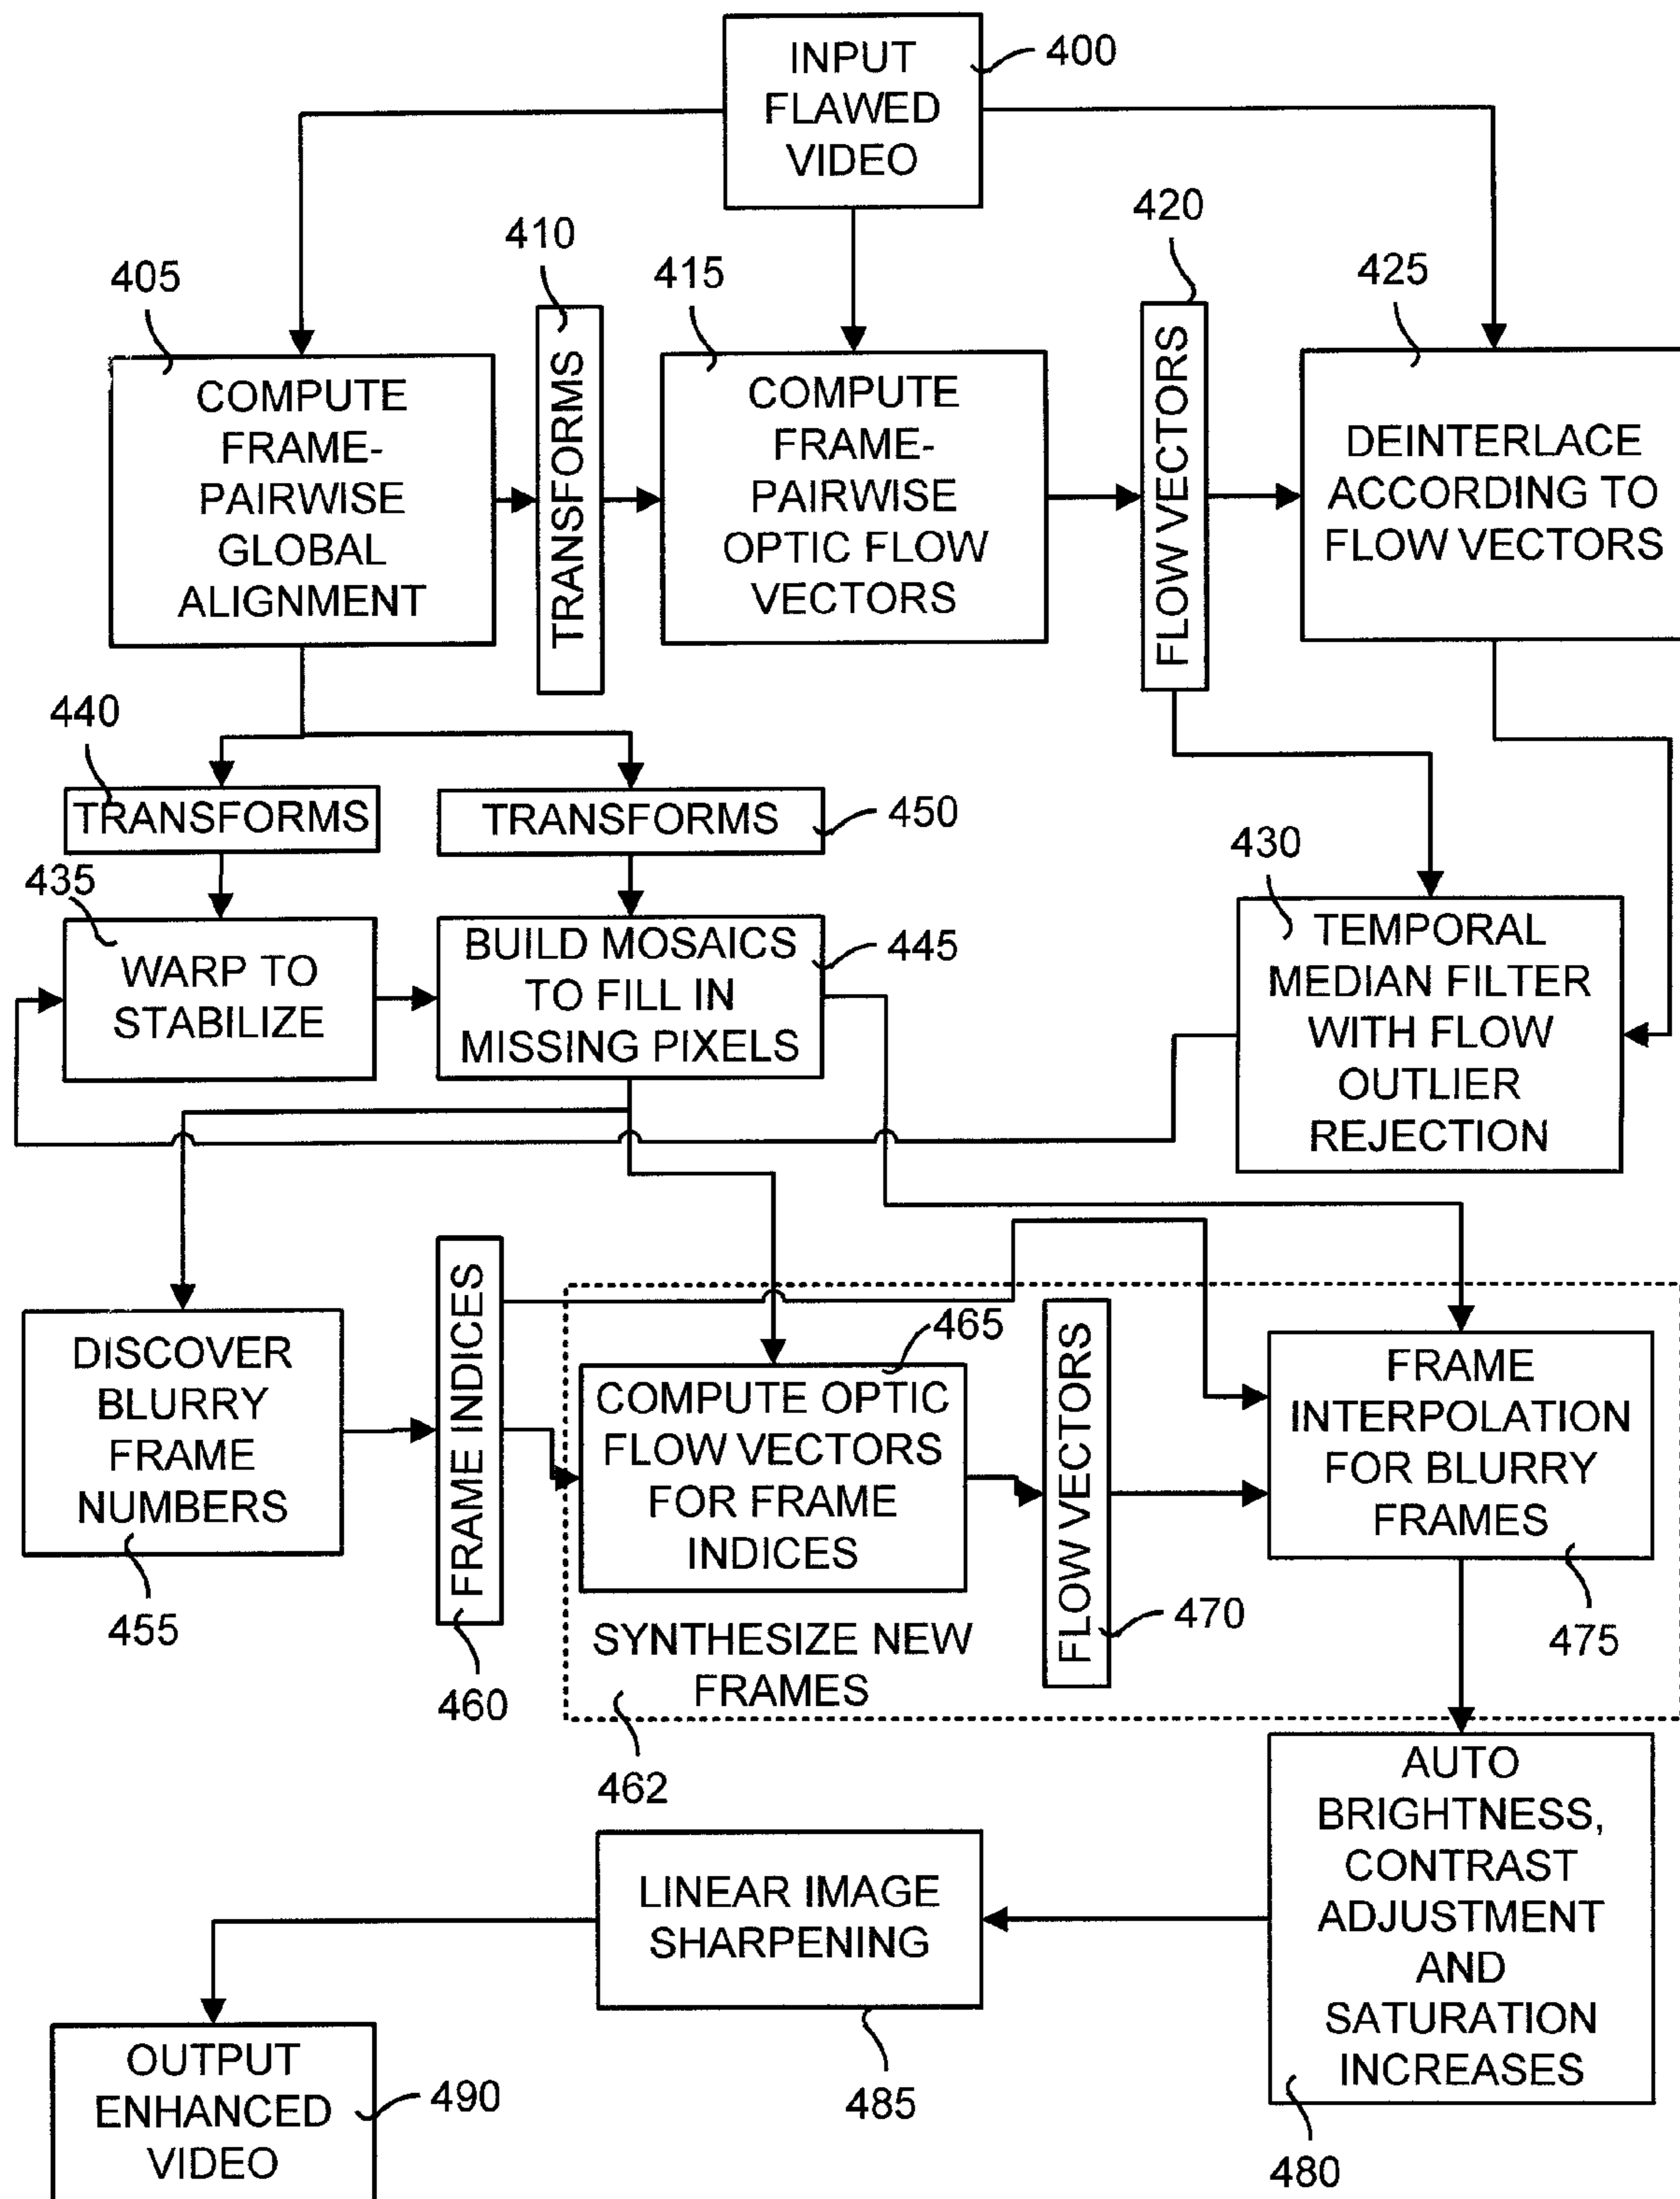 INPUT
FLAWED
VIDEO
400
405
COMPUTE
FRAME-
PAIRWISE
GLOBAL
ALIGNMENT
410
TRANSFORMS
415
COMPUTE
FRAME-
PAIRWISE
OPTIC FLOW
VECTORS
420
FLOW VECTORS
425
DEINTERLACE
ACCORDING TO
FLOW VECTORS
440
TRANSFORMS
TRANSFORMS
450
435
WARP TO
STABILIZE
BUILD MOSAICS
TO FILL IN
MISSING PIXELS
445
430
TEMPORAL
MEDIAN FILTER
WITH FLOW
OUTLIER
REJECTION
DISCOVER
BLURRY
FRAME
NUMBERS
455
FRAME INDICES
460
465
COMPUTE OPTIC
FLOW VECTORS
FOR FRAME
INDICES
SYNTHESIZE NEW
FRAMES
462
FLOW VECTORS
470
FRAME
INTERPOLATION
FOR BLURRY
FRAMES
475
AUTO
BRIGHTNESS,
CONTRAST
ADJUSTMENT
AND
SATURATION
INCREASES
480
LINEAR IMAGE
SHARPENING
485
OUTPUT
ENHANCED
VIDEO
490